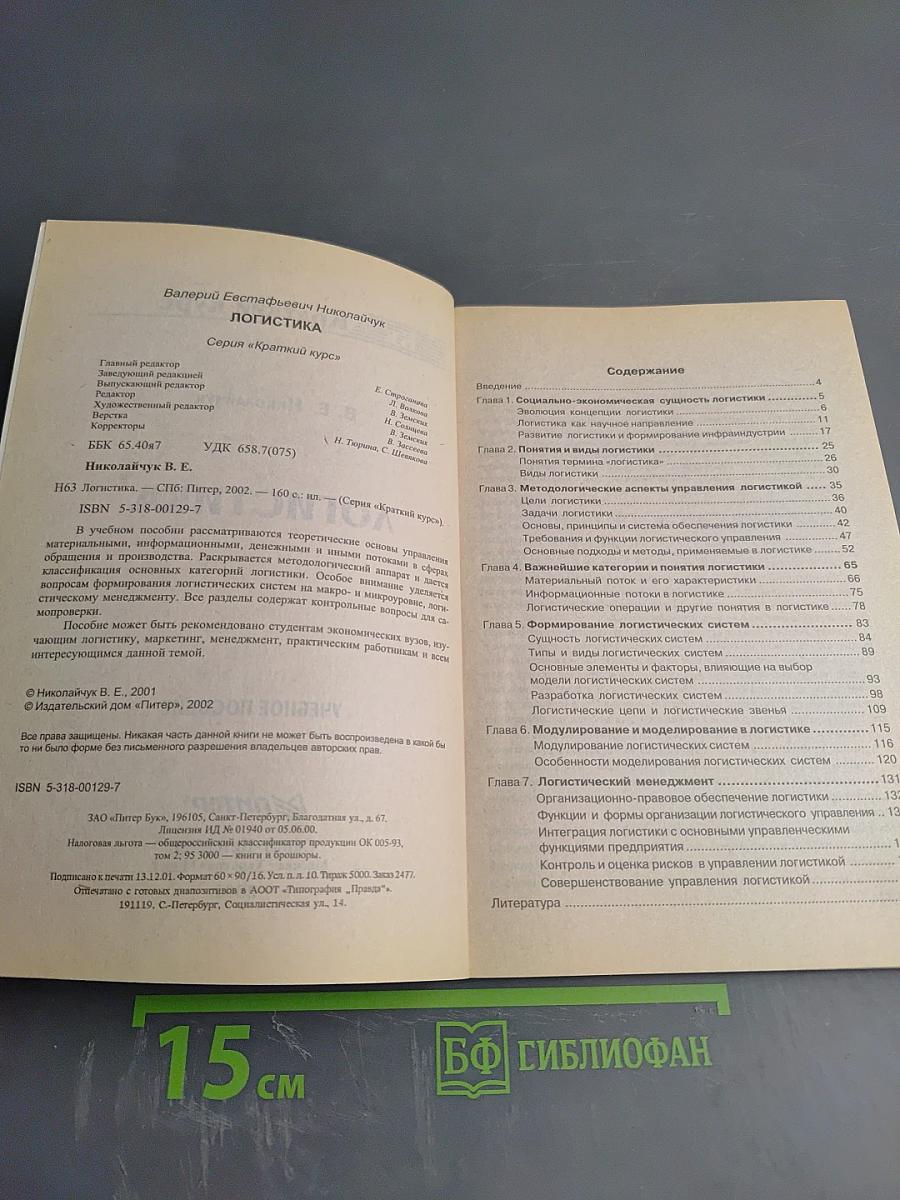 Валерий Евстафьевич Николайчук
ЛОГИСТИКА
Серия «Краткий курс»
Главный редактор Е. Строганова
Заведующий редакцией Л. Волкова
Выпускающий редактор В. Земских
Редактор Н. Солнцева
Художественный редактор В. Земских
Верстка В. Зассеева
Корректоры Н. Тюрина, С. Шевякова
ББК 65.40я7 УДК 658.7(075)
Николайчук В. Е.
Н63 Логистика. — СПб: Питер, 2002. — 160 с.: ил. — (Серия «Краткий курс»).
ISBN 5-318-00129-7
В учебном пособии рассматриваются теоретические основы управления
материальными, информационными, денежными и иными потоками в сферах
обращения и производства. Раскрывается методологический аппарат и дается
классификация основных категорий логистики. Особое внимание уделяется
вопросам формирования логистических систем на макро- и микроуровне, логи-
стическому менеджменту. Все разделы содержат контрольные вопросы для са-
мопроверки.
Пособие может быть рекомендовано студентам экономических вузов, изу-
чающим логистику, маркетинг, менеджмент, практическим работникам и всем
интересующимся данной темой.
© Николайчук В. Е., 2001
© Издательский дом «Питер», 2002
Все права защищены. Никакая часть данной книги не может быть воспроизведена в какой бы
то ни было форме без письменного разрешения владельцев авторских прав.
ISBN 5-318-00129-7
ЗАО «Питер Бук», 196105, Санкт-Петербург, Благодатная ул., д. 67.
Лицензия ИД № 01940 от 05.06.00.
Налоговая льгота — общероссийский классификатор продукции ОК 005-93,
том 2; 95 3000 — книги и брошюры.
Подписано к печати 13.12.01. Формат 60 × 90/16. Усл. п. л. 10. Тираж 5000. Заказ 2477.
Отпечатано с готовых диапозитивов в АООТ «Типография „Правда“».
191119, С.-Петербург, Социалистическая ул., 14.
Содержание
Введение 4
Глава 1. Социально-экономическая сущность логистики 5
Эволюция концепции логистики 6
Логистика как научное направление 11
Развитие логистики и формирование инфраиндустрии 17
Глава 2. Понятия и виды логистики 25
Понятия термина «логистика» 26
Виды логистики 30
Глава 3. Методологические аспекты управления логистикой 35
Цели логистики 36
Задачи логистики 40
Основы, принципы и система обеспечения логистики 42
Требования и функции логистического управления 47
Основные подходы и методы, применяемые в логистике 52
Глава 4. Важнейшие категории и понятия логистики 65
Материальный поток и его характеристики 66
Информационные потоки в логистике 75
Логистические операции и другие понятия в логистике 78
Глава 5. Формирование логистических систем 83
Сущность логистических систем 84
Типы и виды логистических систем 89
Основные элементы и факторы, влияющие на выбор
модели логистических систем 93
Разработка логистических систем 98
Логистические цепи и логистические звенья 109
Глава 6. Модулирование и моделирование в логистике 115
Модулирование логистических систем 116
Особенности моделирования логистических систем 120
Глава 7. Логистический менеджмент 131
Организационно-правовое обеспечение логистики 132
Функции и формы организации логистического управления 13
Интеграция логистики с основными управленческими
функциями предприятия 1
Контроль и оценка рисков в управлении логистикой
Совершенствование управления логистикой
Литература
15 см
БФ БИБЛИОФАН